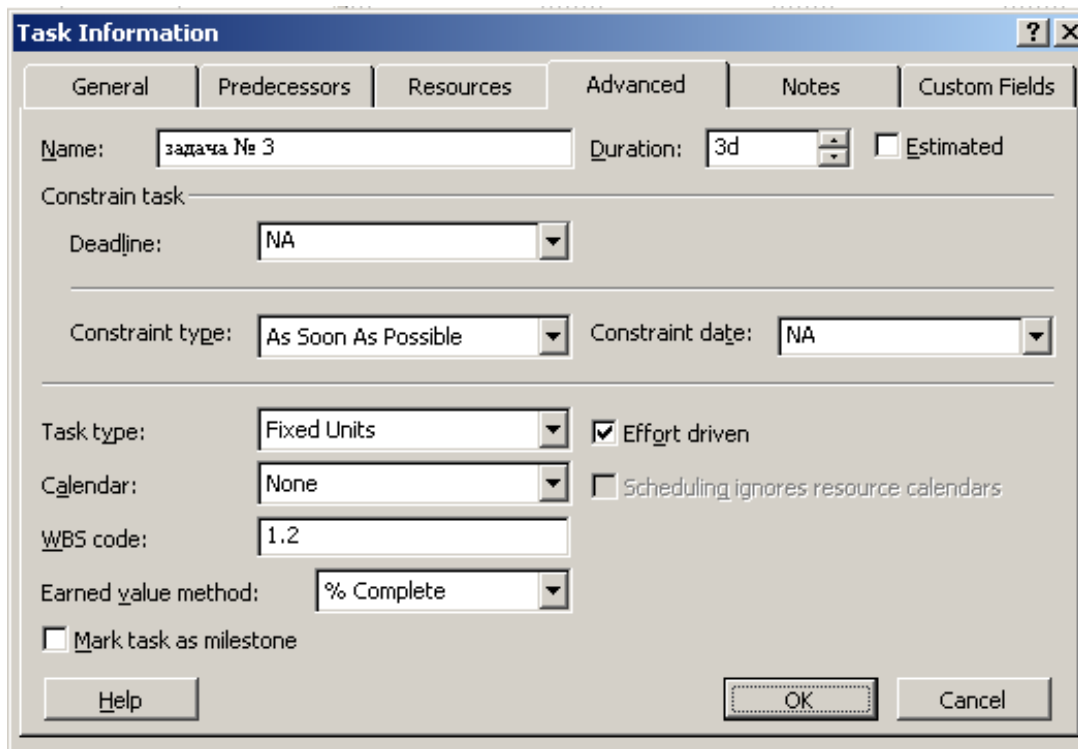 Task Information
General Predecessors Resources Advanced Notes Custom Fields
Name: задача № 3 Duration: 3d Estimated
Constrain task
Deadline: NA
Constraint type: As Soon As Possible Constraint date: NA
Task type: Fixed Units Effort driven
Calendar: None Scheduling ignores resource calendars
WBS code: 1.2
Earned value method: % Complete
Mark task as milestone
Help OK Cancel